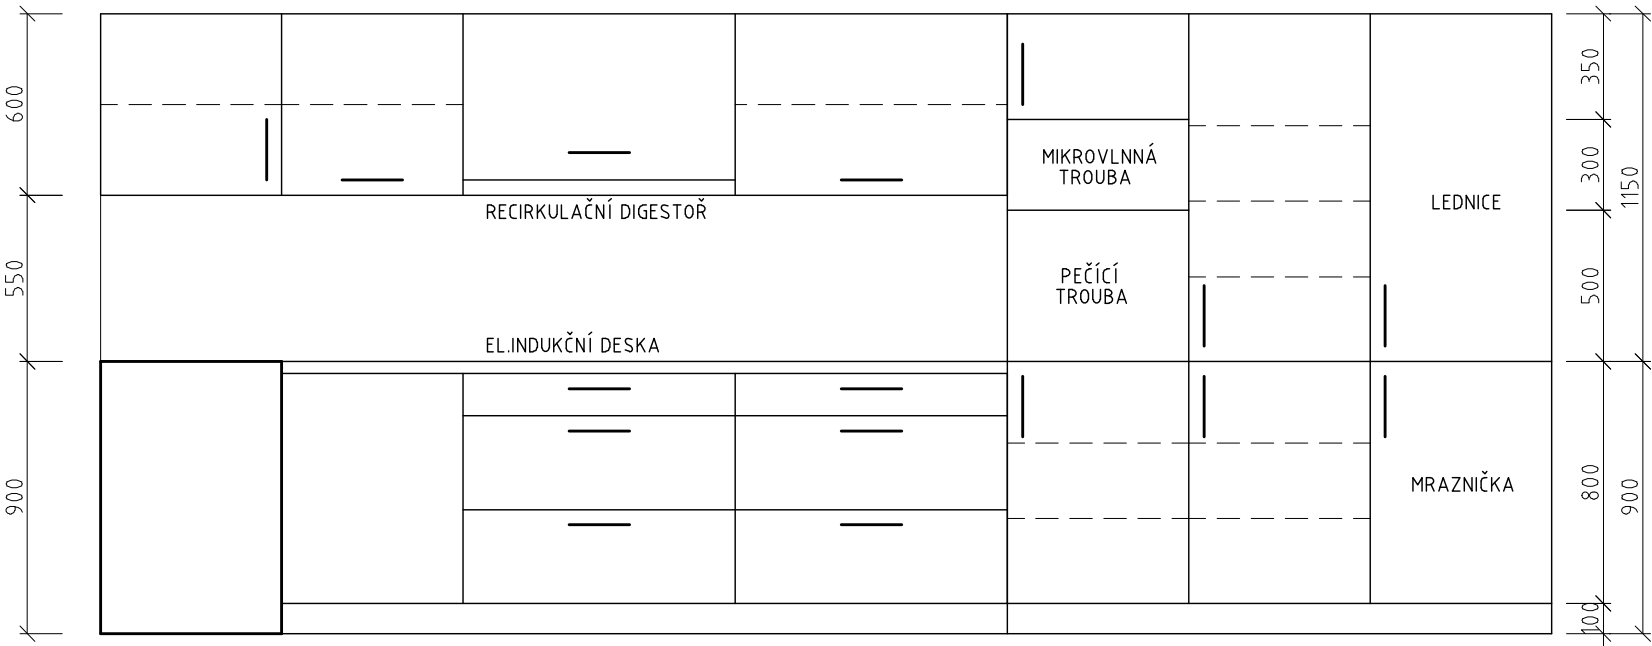 600
550
900
RECIRKULAČNÍ DIGESTOŘ
EL.INDUKČNÍ DESKA
MIKROVLNNÁ
TROUBA
PEČÍCÍ
TROUBA
LEDNICE
MRAZNIČKA
350
300
500
800
100
1150
900